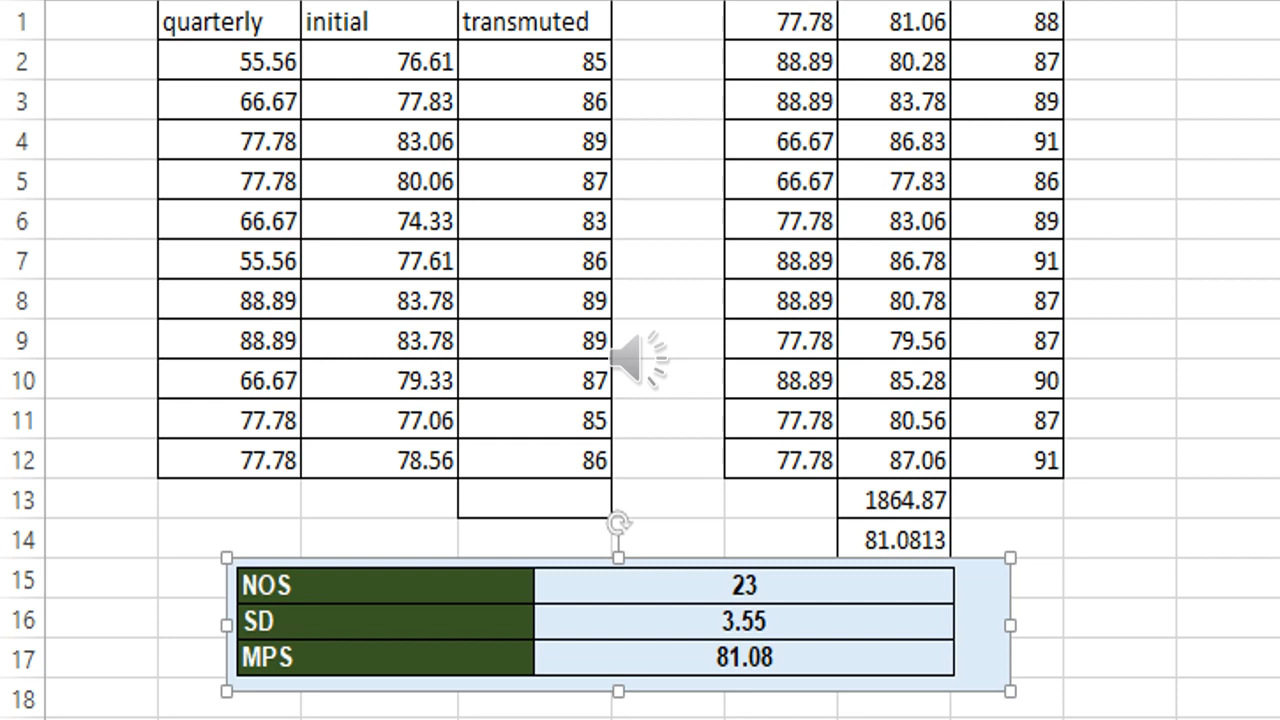 1 quarterly initial transmuted 77.78 81.06 88
2 55.56 76.61 85 88.89 80.28 87
3 66.67 77.83 86 88.89 83.78 89
4 77.78 83.06 89 66.67 86.83 91
5 77.78 80.06 87 66.67 77.83 86
6 66.67 74.33 83 77.78 83.06 89
7 55.56 77.61 86 88.89 86.78 91
8 88.89 83.78 89 88.89 80.78 87
9 88.89 83.78 89 77.78 79.56 87
10 66.67 79.33 87 88.89 85.28 90
11 77.78 77.06 85 77.78 80.56 87
12 77.78 78.56 86 77.78 87.06 91
13 1864.87
14 81.0813
15 NOS 23
16 SD 3.55
17 MPS 81.08
18